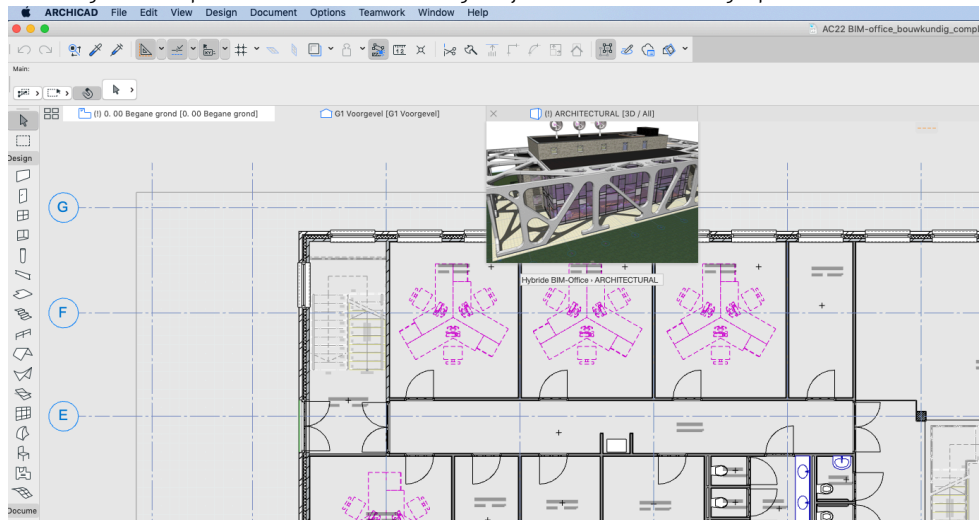 ARCHICAD File Edit View Design Document Options Teamwork Window Help
AC22 BIM-office_bouwkundig_compl
Main:
(!) 0. 00 Begane grond [0. 00 Begane grond]
G1 Voorgevel [G1 Voorgevel]
(!) ARCHITECTURAL [3D / All]
Design
G
Hybride BIM-Office › ARCHITECTURAL
F
E
Docume